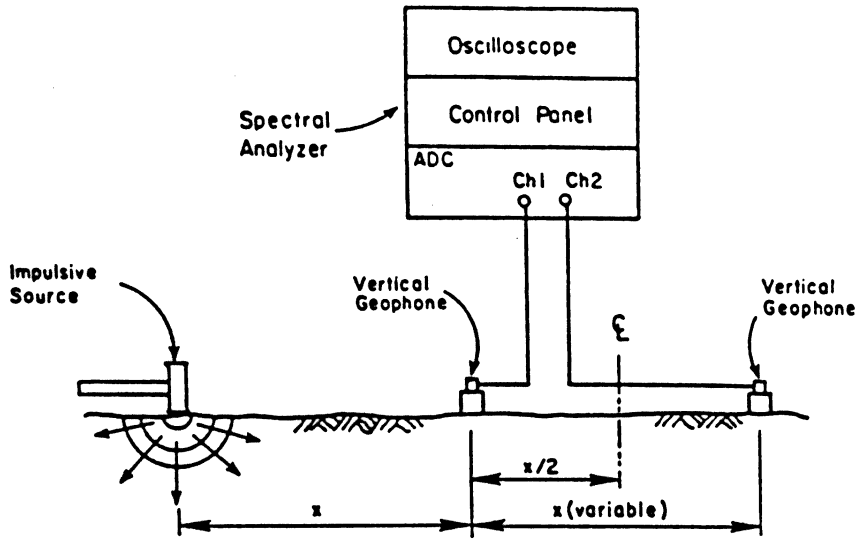 Oscilloscope
Control Panel
Spectral
Analyzer
ADC
Ch1 Ch2
Impulsive
Source
Vertical
Geophone
Vertical
Geophone
℄
x/2
x
x (variable)